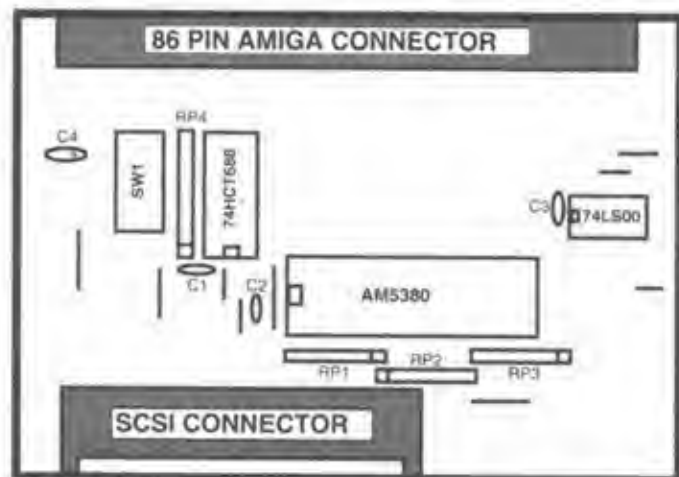 86 PIN AMIGA CONNECTOR
RP4
C4
SW1
74HCT688
C3
74LS00
C1
C2
AM5380
RP1
RP2
RP3
SCSI CONNECTOR